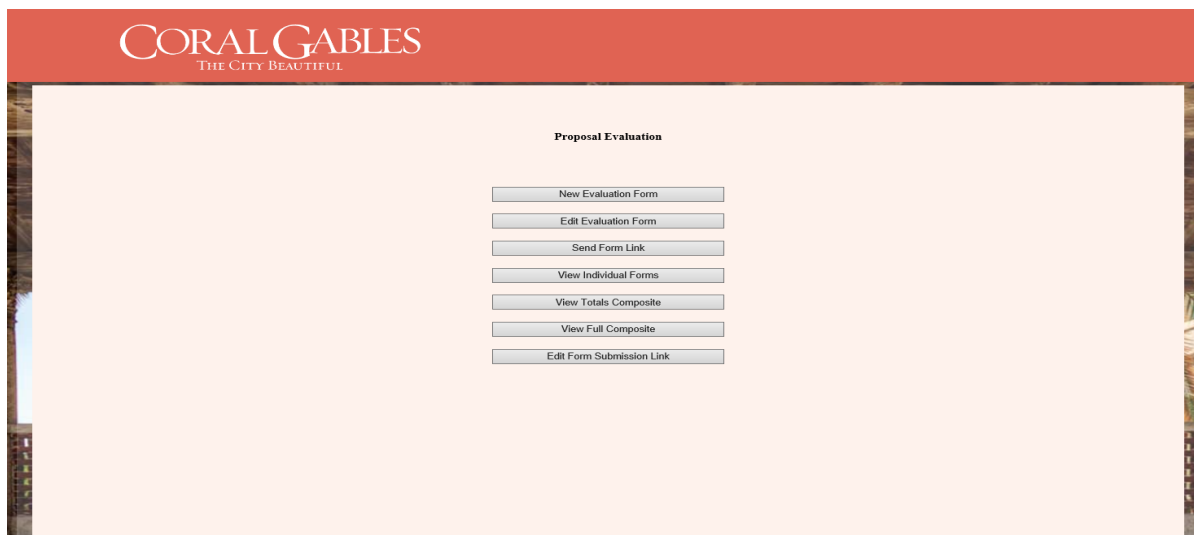 CORAL GABLES
THE CITY BEAUTIFUL
Proposal Evaluation
New Evaluation Form
Edit Evaluation Form
Send Form Link
View Individual Forms
View Totals Composite
View Full Composite
Edit Form Submission Link